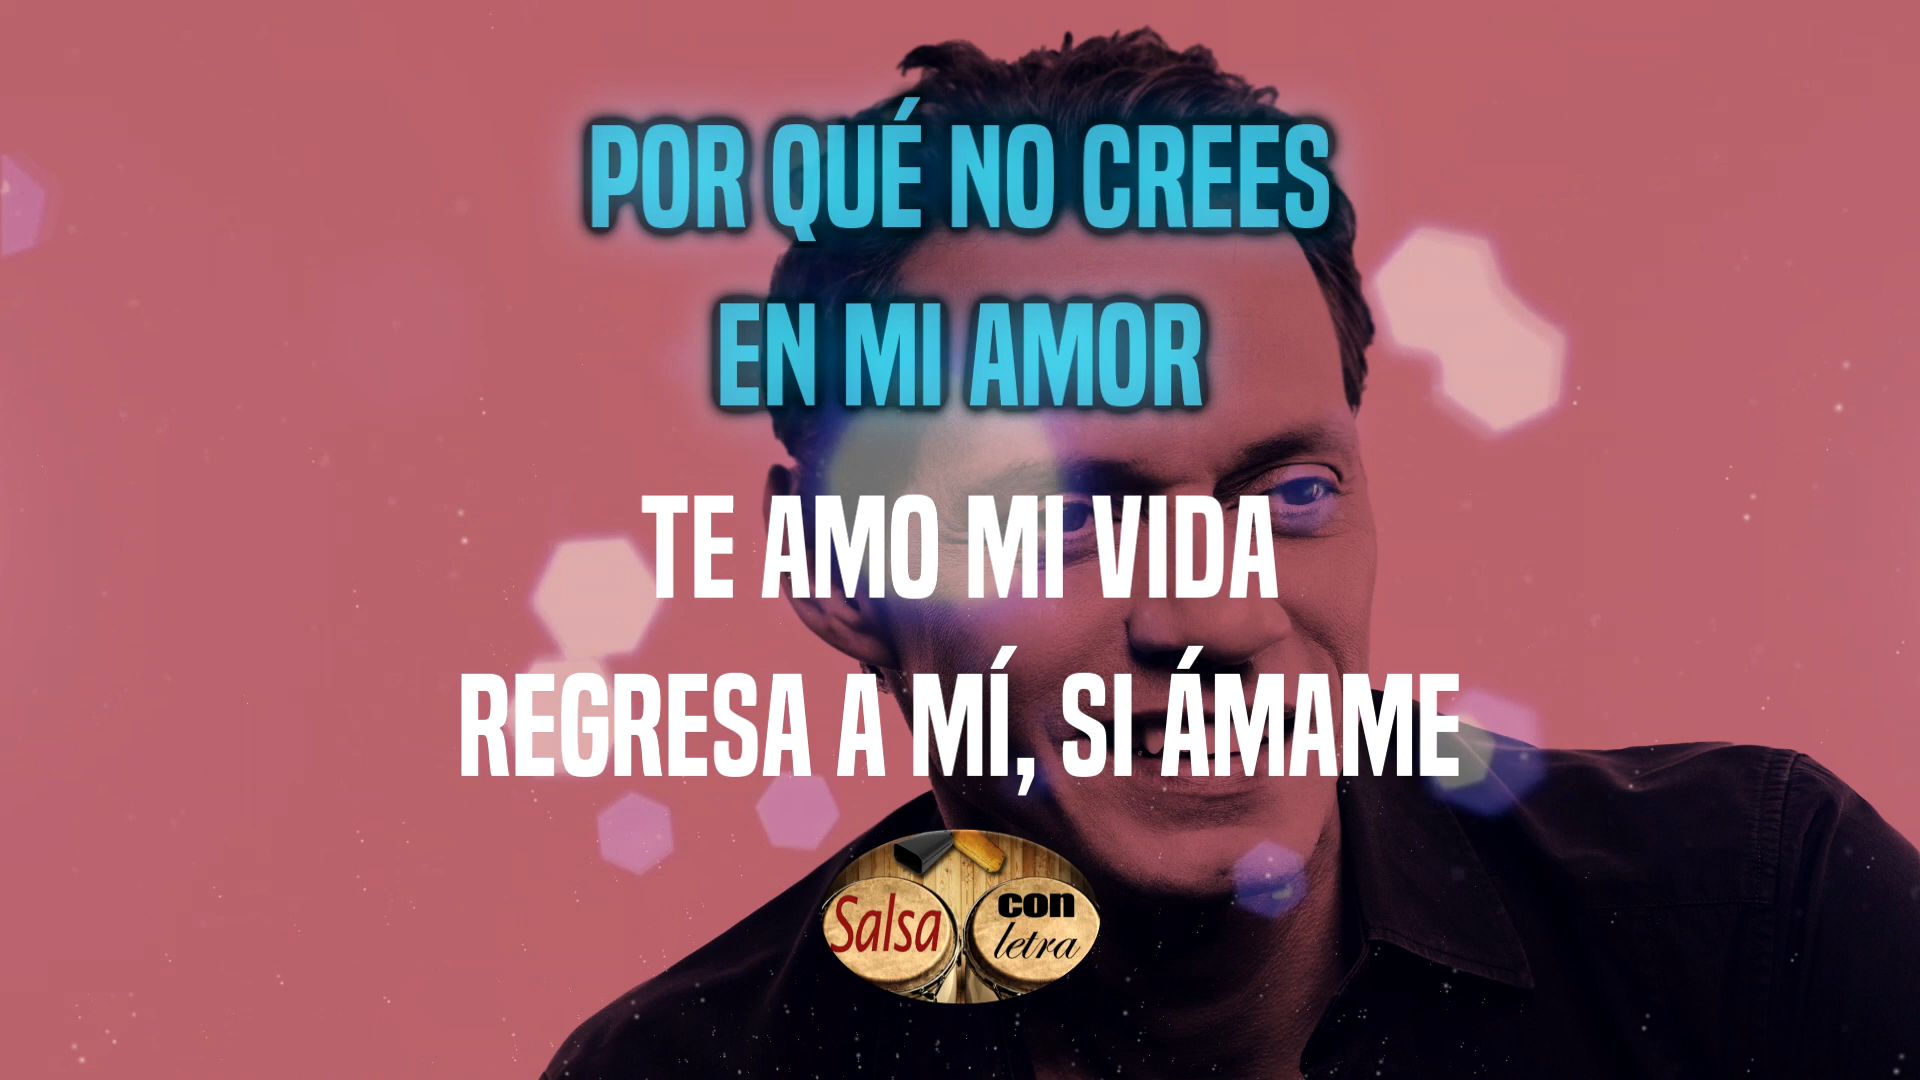 POR QUÉ NO CREES
EN MI AMOR
TE AMO MI VIDA
REGRESA A MÍ, SI ÁMAME
Salsa con
letra